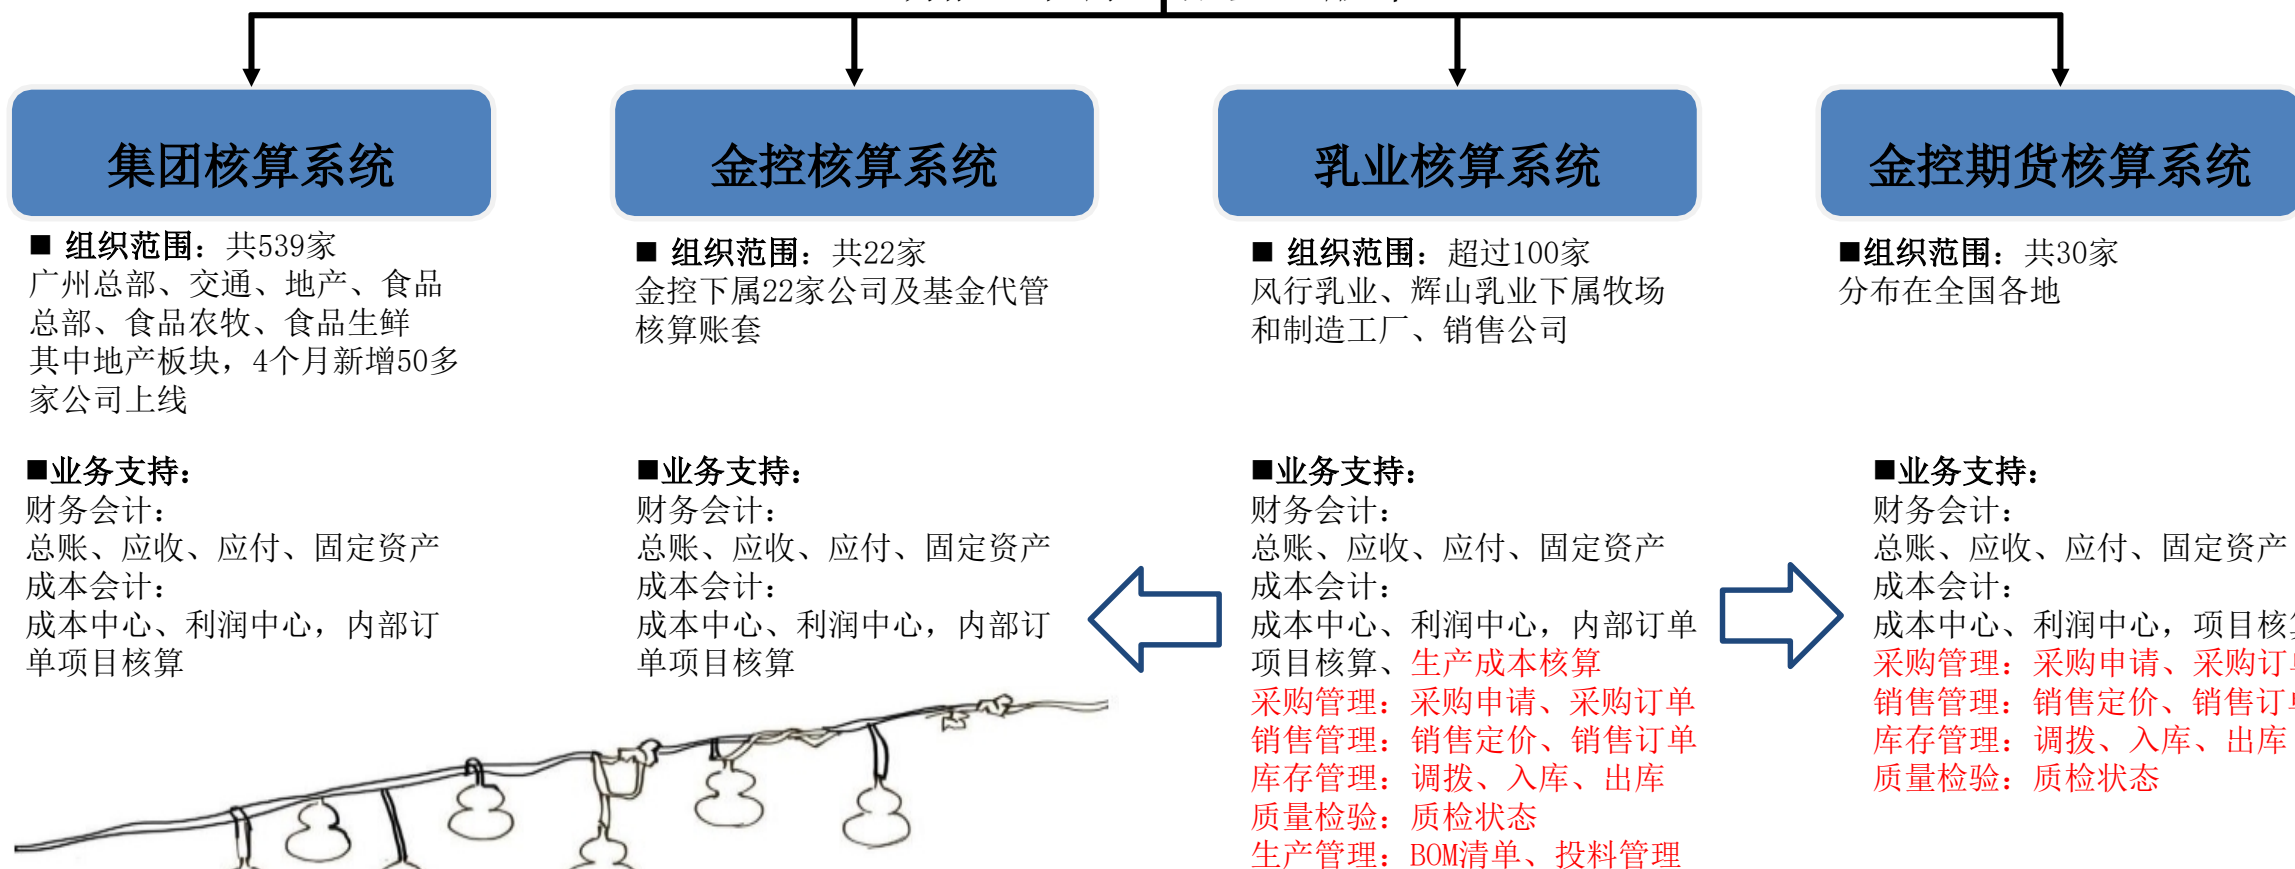 集团核算系统
■ 组织范围：共539家
广州总部、交通、地产、食品
总部、食品农牧、食品生鲜
其中地产板块，4个月新增50多
家公司上线
■业务支持：
财务会计：
总账、应收、应付、固定资产
成本会计：
成本中心、利润中心，内部订
单项目核算
金控核算系统
■ 组织范围：共22家
金控下属22家公司及基金代管
核算账套
■业务支持：
财务会计：
总账、应收、应付、固定资产
成本会计：
成本中心、利润中心，内部订
单项目核算
乳业核算系统
■ 组织范围：超过100家
风行乳业、辉山乳业下属牧场
和制造工厂、销售公司
■业务支持：
财务会计：
总账、应收、应付、固定资产
成本会计：
成本中心、利润中心，内部订单
项目核算、生产成本核算
采购管理：采购申请、采购订单
销售管理：销售定价、销售订单
库存管理：调拨、入库、出库
质量检验：质检状态
生产管理：BOM清单、投料管理
金控期货核算系统
■组织范围：共30家
分布在全国各地
■业务支持：
财务会计：
总账、应收、应付、固定资产
成本会计：
成本中心、利润中心，项目核算
采购管理：采购申请、采购订单
销售管理：销售定价、销售订单
库存管理：调拨、入库、出库
质量检验：质检状态